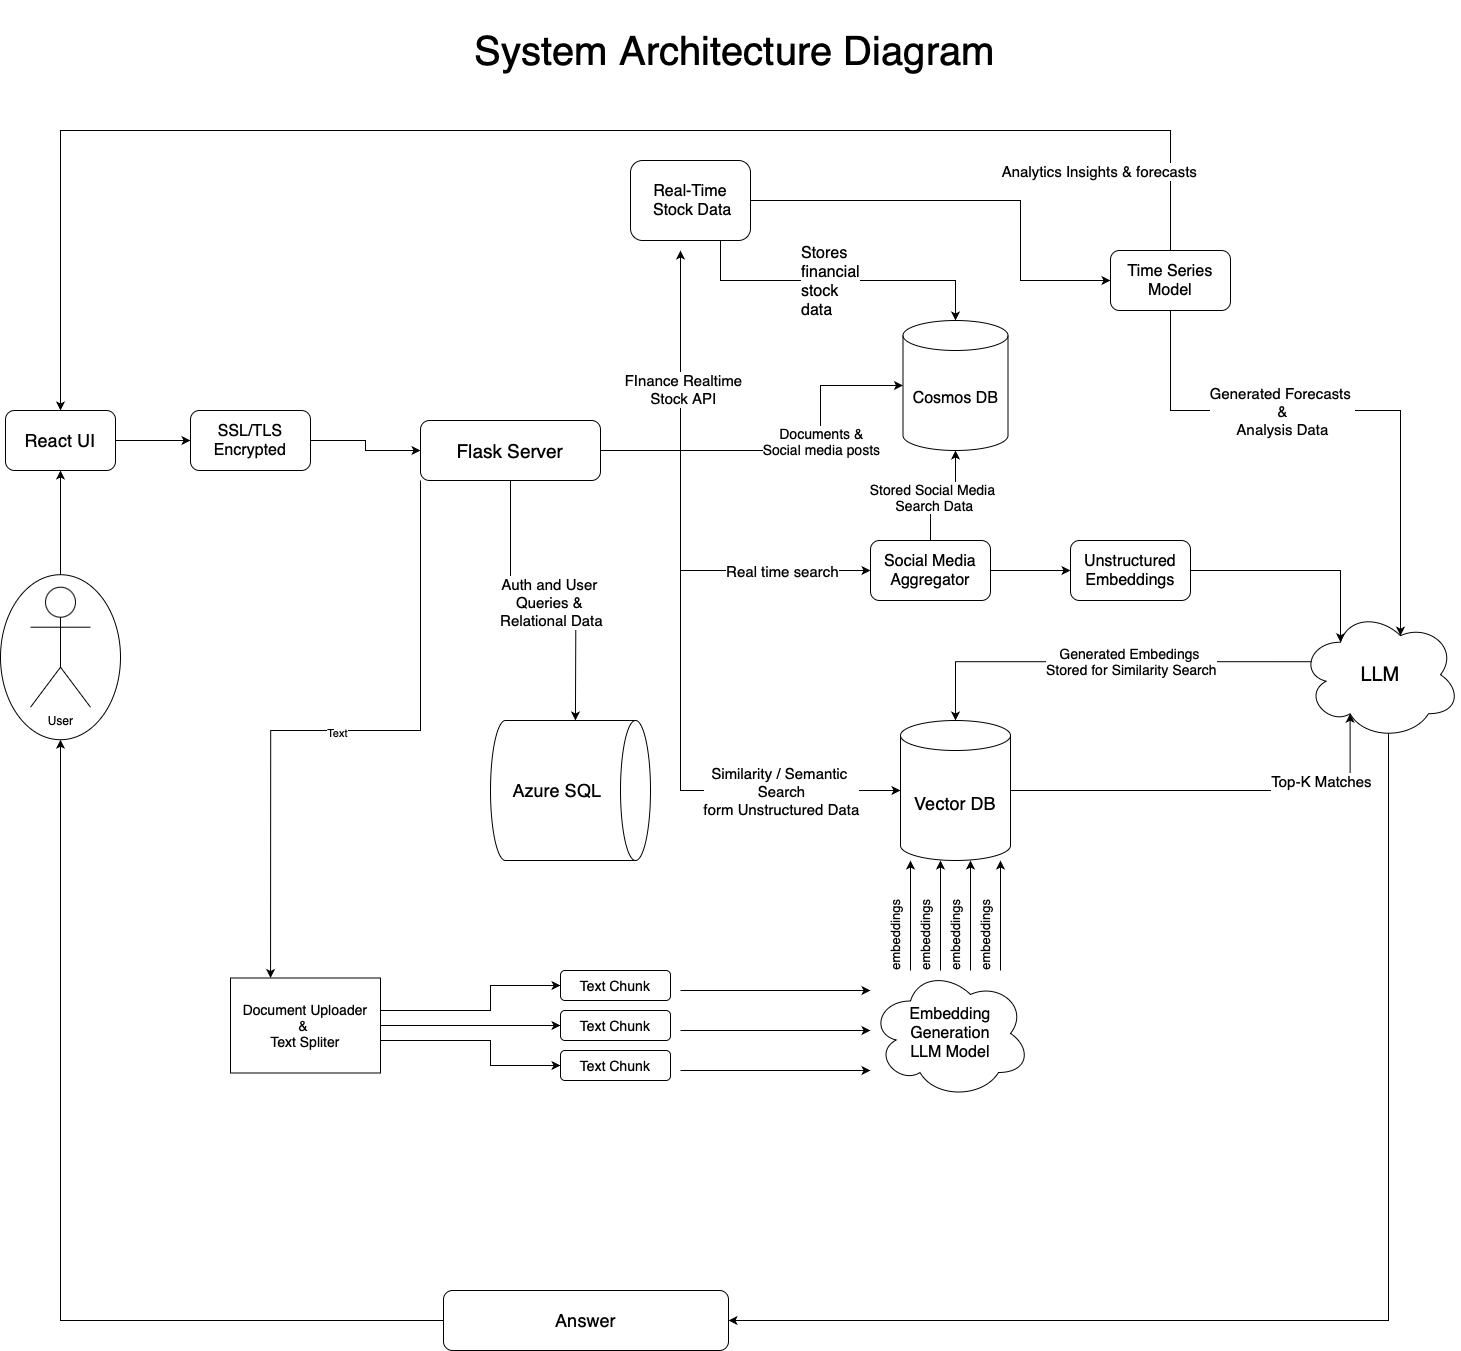 System Architecture Diagram
Analytics Insights & forecasts
Real-Time
Stock Data
Stores
financial
stock
data
Time Series
Model
FInance Realtime
Stock API
Cosmos DB
Generated Forecasts
&
Analysis Data
React UI
SSL/TLS
Encrypted
Flask Server
Documents &
Social media posts
Stored Social Media
Search Data
Real time search
Social Media
Aggregator
Unstructured
Embeddings
Auth and User
Queries &
Relational Data
User
Text
Generated Embedings
Stored for Similarity Search
LLM
Azure SQL
Similarity / Semantic
Search
form Unstructured Data
Vector DB
Top-K Matches
embeddings
embeddings
embeddings
embeddings
Document Uploader
&
Text Spliter
Text Chunk
Text Chunk
Text Chunk
Embedding
Generation
LLM Model
Answer